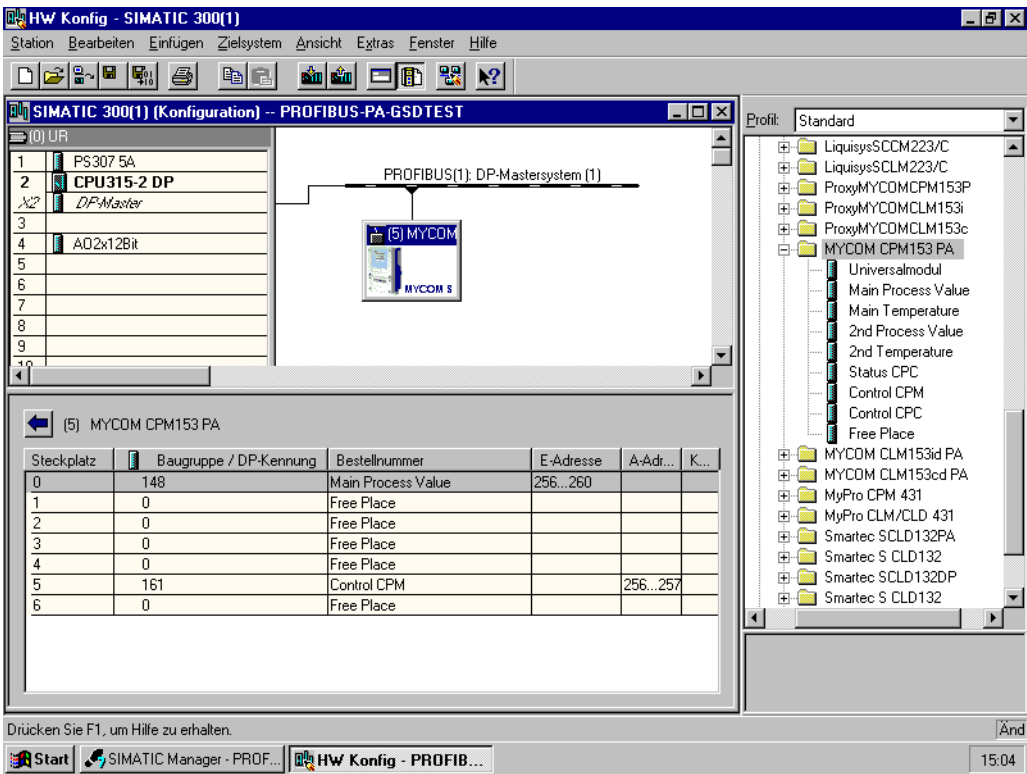 HW Konfig - SIMATIC 300(1)
Station Bearbeiten Einfügen Zielsystem Ansicht Extras Fenster Hilfe
SIMATIC 300(1) (Konfiguration) -- PROFIBUS-PA-GSDTEST
(0) UR
1 PS307 5A
2 CPU315-2 DP
X2 DP-Master
3
4 AO2x12Bit
5
6
7
8
9
10
PROFIBUS(1): DP-Mastersystem (1)
(5) MYCOM
MYCOM S
(5) MYCOM CPM153 PA
Steckplatz Baugruppe / DP-Kennung Bestellnummer E-Adresse A-Adr... K...
0 148 Main Process Value 256...260
1 0 Free Place
2 0 Free Place
3 0 Free Place
4 0 Free Place
5 161 Control CPM 256...257
6 0 Free Place
Profil: Standard
LiquisysSCCM223/C
LiquisysSCLM223/C
ProxyMYCOMCPM153P
ProxyMYCOMCLM153i
ProxyMYCOMCLM153c
MYCOM CPM153 PA
Universalmodul
Main Process Value
Main Temperature
2nd Process Value
2nd Temperature
Status CPC
Control CPM
Control CPC
Free Place
MYCOM CLM153id PA
MYCOM CLM153cd PA
MyPro CPM 431
MyPro CLM/CLD 431
Smartec SCLD132PA
Smartec S CLD132
Smartec SCLD132DP
Smartec S CLD132
Drücken Sie F1, um Hilfe zu erhalten.
Änd
Start SIMATIC Manager - PROF... HW Konfig - PROFIB... 15:04